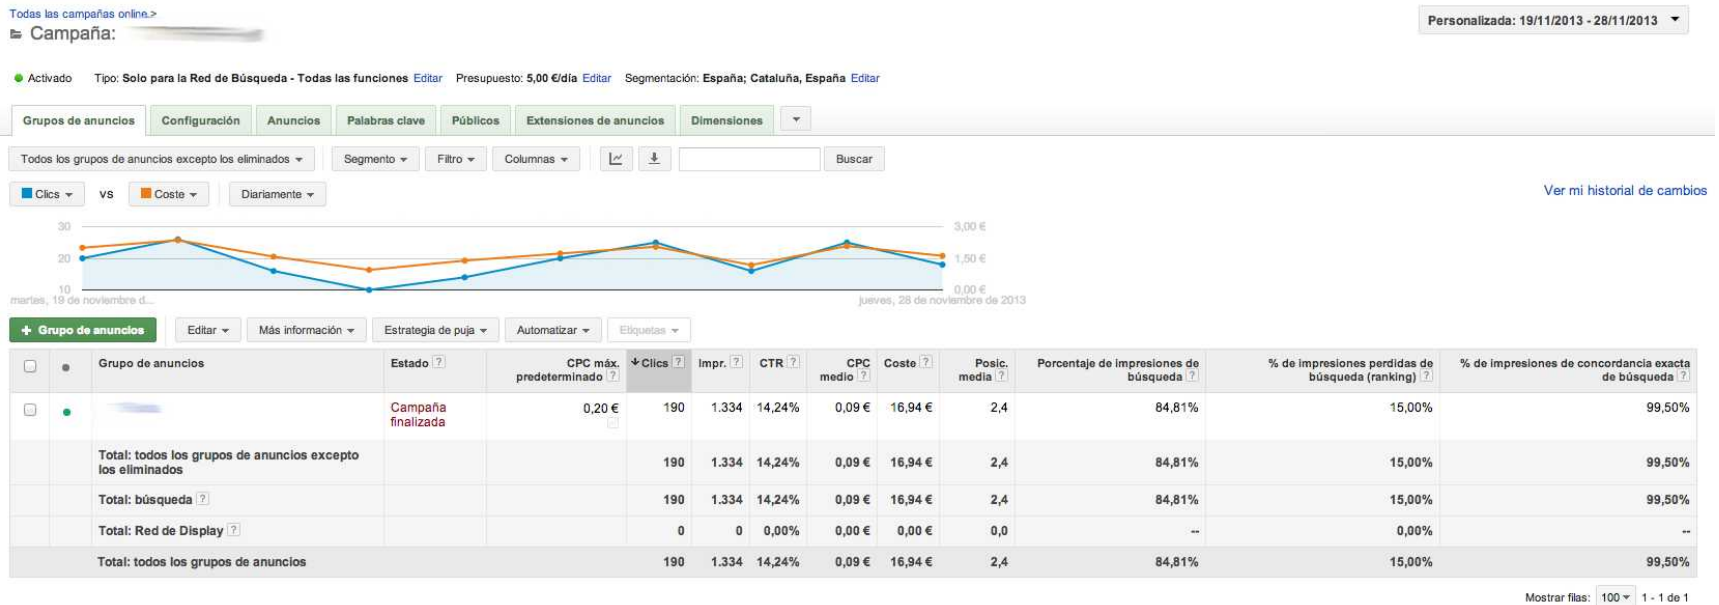 Todas las campañas online >
Campaña:
Personalizada: 19/11/2013 - 28/11/2013
Activado Tipo: Solo para la Red de Búsqueda - Todas las funciones Editar Presupuesto: 5,00 €/día Editar Segmentación: España; Cataluña, España Editar
Grupos de anuncios Configuración Anuncios Palabras clave Públicos Extensiones de anuncios Dimensiones
Todos los grupos de anuncios excepto los eliminados Segmento Filtro Columnas Buscar
Clics VS Coste Diariamente
Ver mi historial de cambios
30 3,00 €
20 1,50 €
10 0,00 €
martes, 19 de noviembre d... jueves, 28 de noviembre de 2013
+ Grupo de anuncios Editar Más información Estrategia de puja Automatizar Etiquetas
Grupo de anuncios Estado ? CPC máx. predeterminado ? Clics ? Impr. ? CTR ? CPC medio ? Coste ? Posic. media ? Porcentaje de impresiones de búsqueda ? % de impresiones perdidas de búsqueda (ranking) ? % de impresiones de concordancia exacta de búsqueda ?
Campaña finalizada 0,20 € 190 1.334 14,24% 0,09 € 16,94 € 2,4 84,81% 15,00% 99,50%
Total: todos los grupos de anuncios excepto los eliminados 190 1.334 14,24% 0,09 € 16,94 € 2,4 84,81% 15,00% 99,50%
Total: búsqueda ? 190 1.334 14,24% 0,09 € 16,94 € 2,4 84,81% 15,00% 99,50%
Total: Red de Display ? 0 0 0,00% 0,00 € 0,00 € 0,0 -- 0,00% --
Total: todos los grupos de anuncios 190 1.334 14,24% 0,09 € 16,94 € 2,4 84,81% 15,00% 99,50%
Mostrar filas: 100 1 - 1 de 1